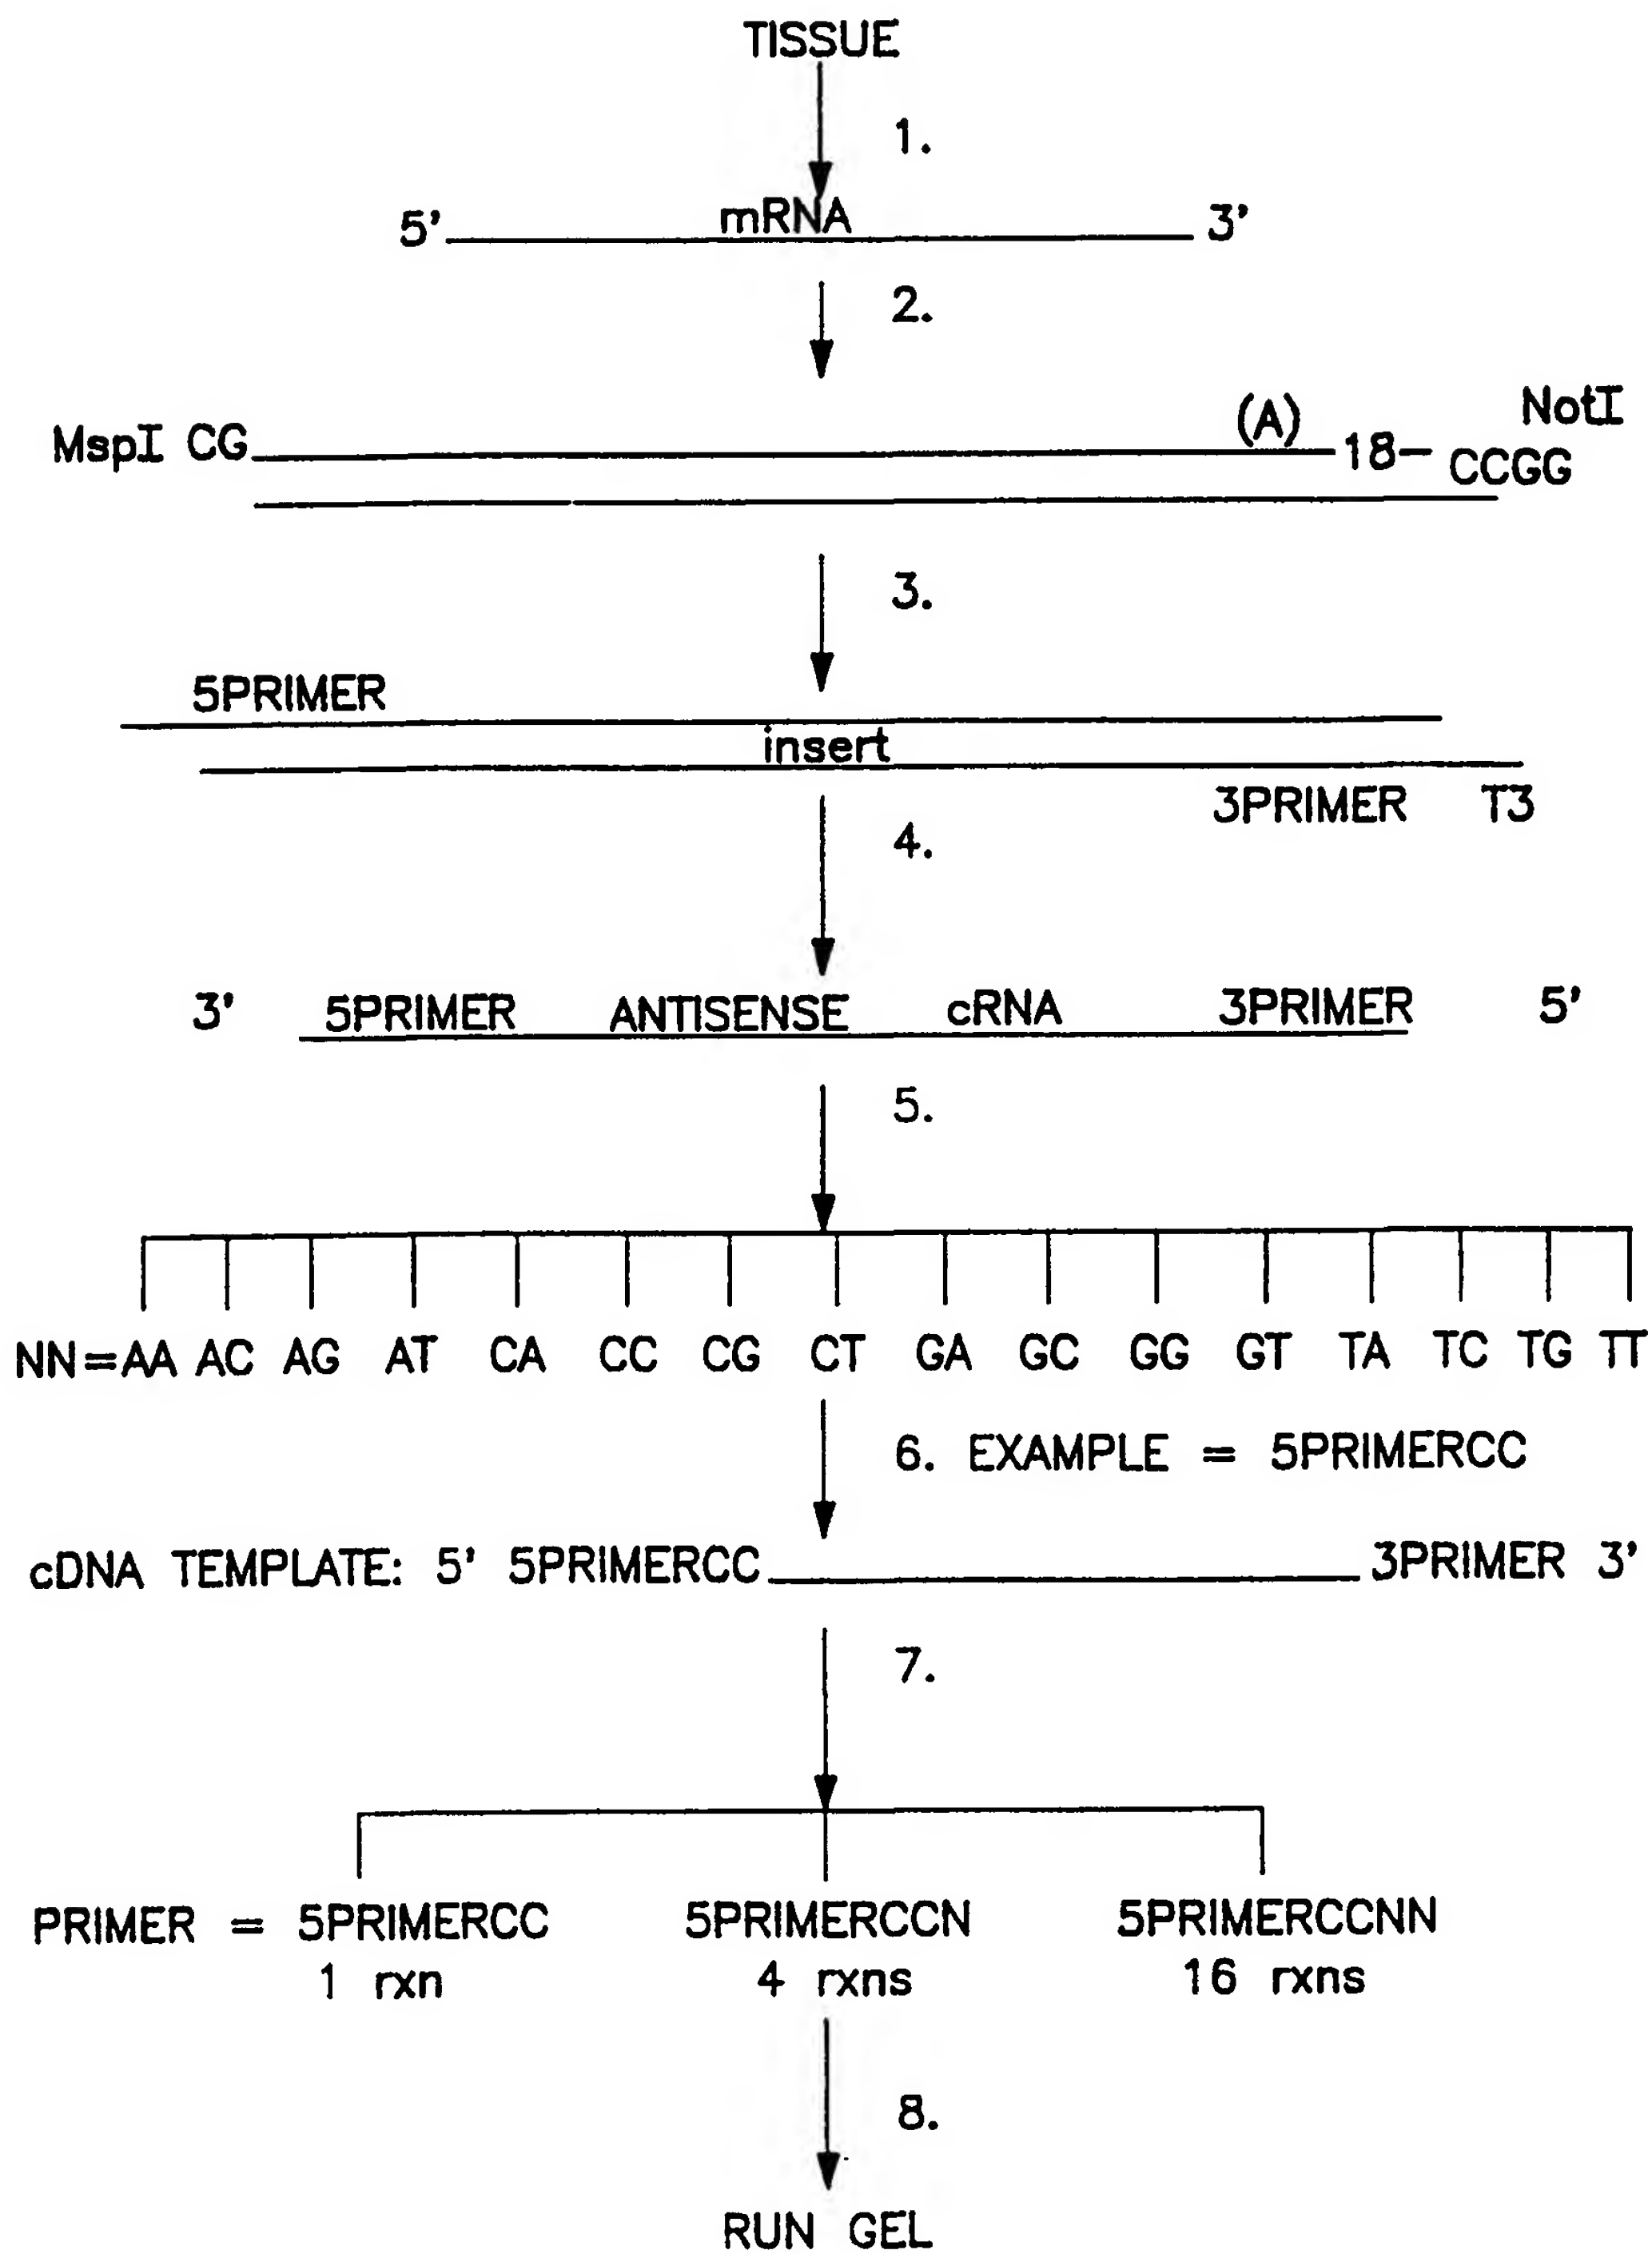 TISSUE
1.
5' mRNA 3'
2.
(A) NotI
MspI CG 18- CCGG
3.
5PRIMER
insert
3PRIMER T3
4.
3' 5PRIMER ANTISENSE cRNA 3PRIMER 5'
5.
NN=AA AC AG AT CA CC CG CT GA GC GG GT TA TC TG TT
6. EXAMPLE = 5PRIMERCC
cDNA TEMPLATE: 5' 5PRIMERCC 3PRIMER 3'
7.
PRIMER = 5PRIMERCC 5PRIMERCCN 5PRIMERCCNN
1 rxn 4 rxns 16 rxns
8.
RUN GEL